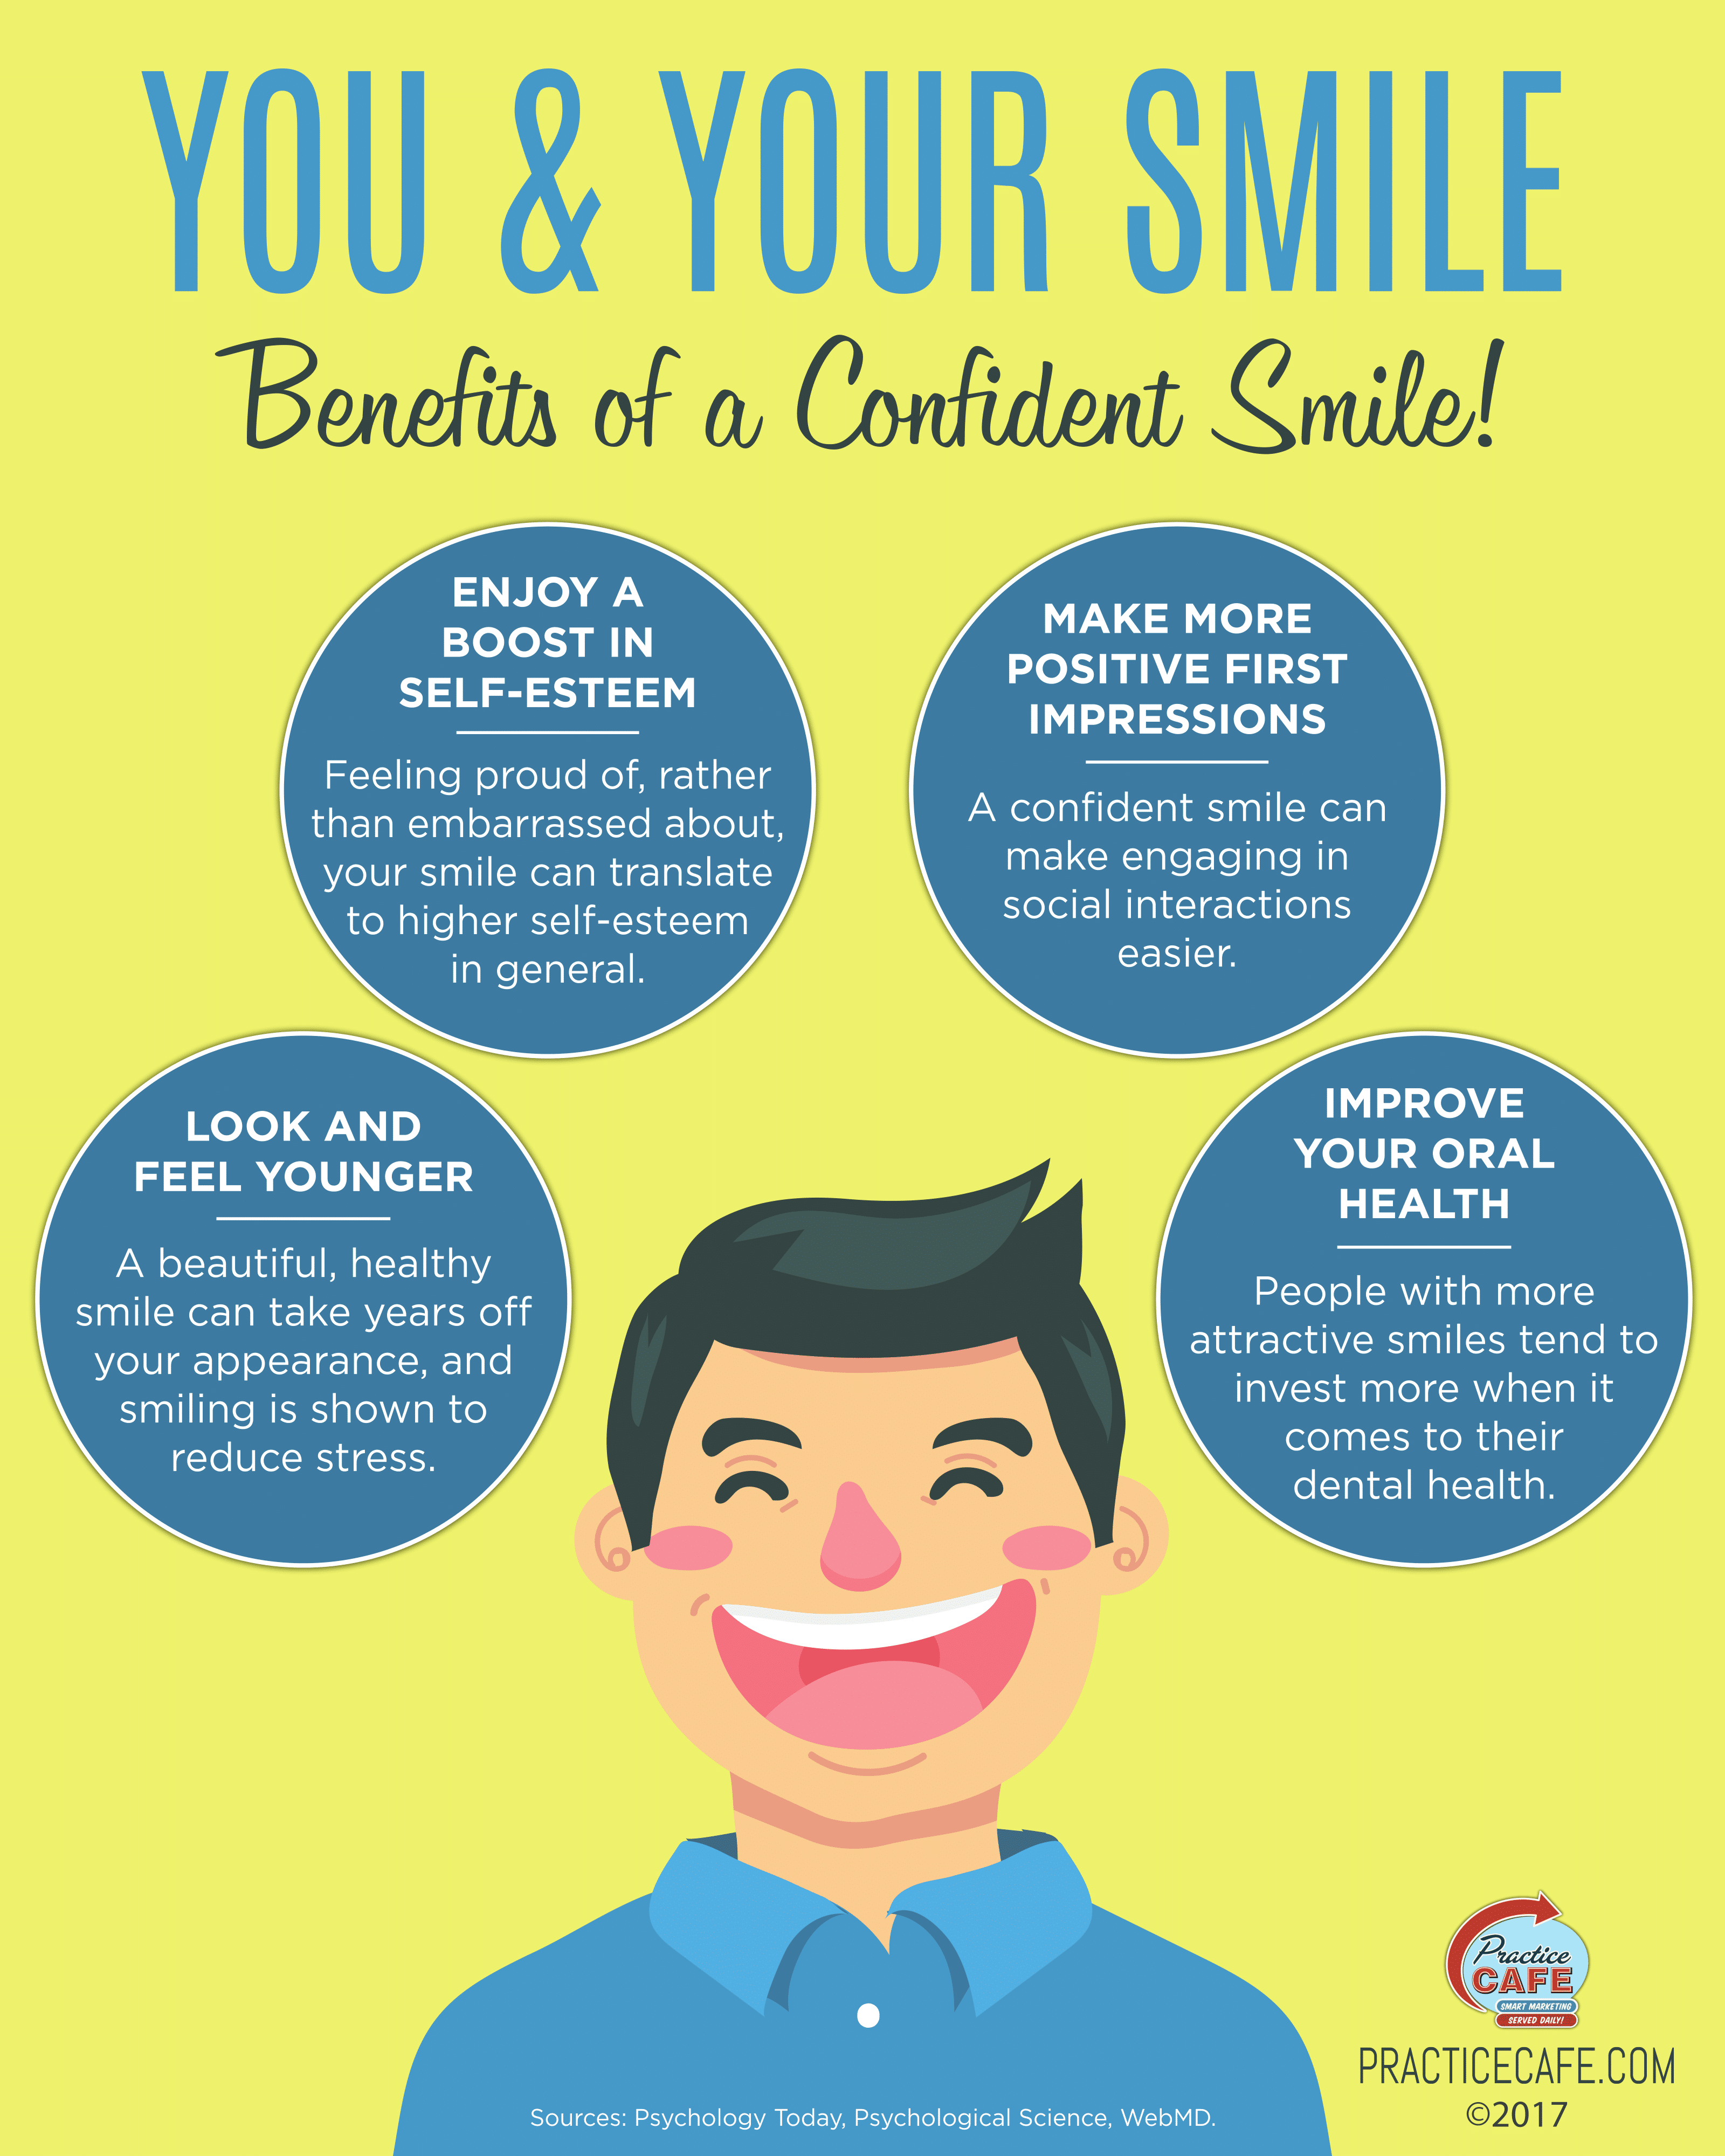 YOU & YOUR SMILE
Benefits of a Confident Smile!
ENJOY A
BOOST IN
SELF-ESTEEM
Feeling proud of, rather
than embarrassed about,
your smile can translate
to higher self-esteem
in general.
MAKE MORE
POSITIVE FIRST
IMPRESSIONS
A confident smile can
make engaging in
social interactions
easier.
LOOK AND
FEEL YOUNGER
A beautiful, healthy
smile can take years off
your appearance, and
smiling is shown to
reduce stress.
IMPROVE
YOUR ORAL
HEALTH
People with more
attractive smiles tend to
invest more when it
comes to their
dental health.
Practice
CAFE
SMART MARKETING
SERVED DAILY!
PRACTICECAFE.COM
©2017
Sources: Psychology Today, Psychological Science, WebMD.